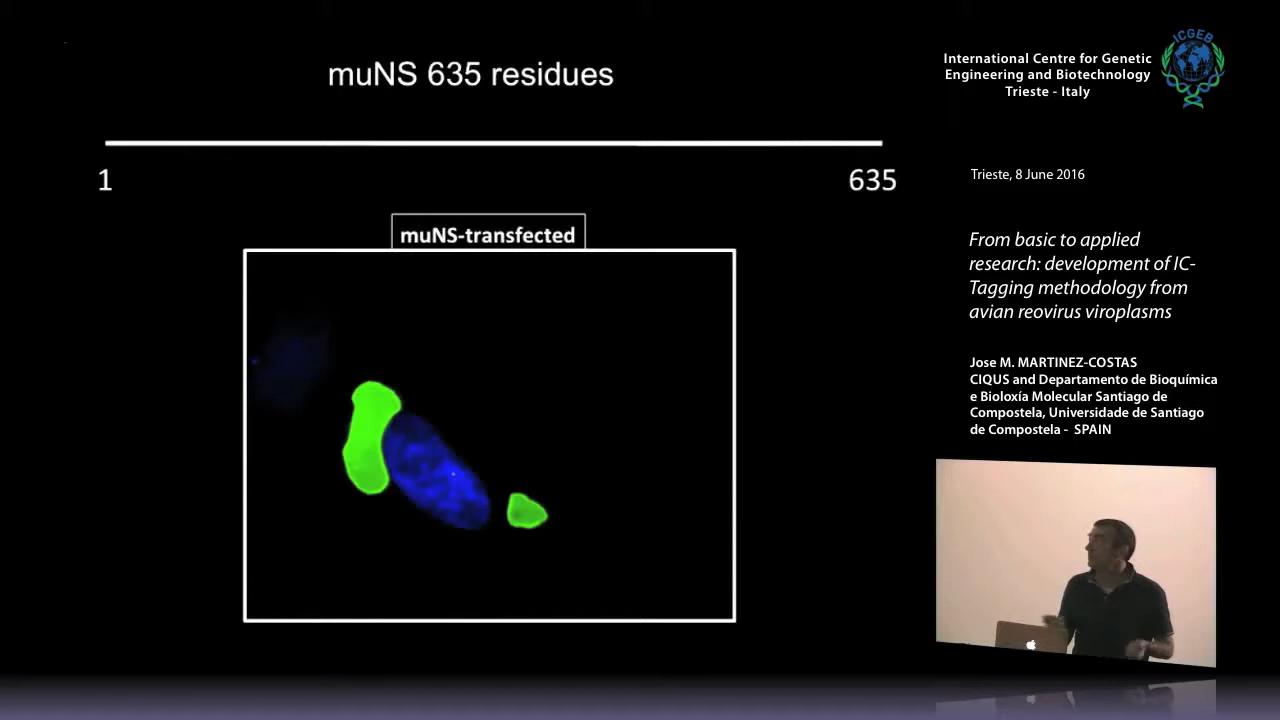 muNS 635 residues
1
635
muNS-transfected
International Centre for Genetic
Engineering and Biotechnology
Trieste - Italy
ICGEB
Trieste, 8 June 2016
From basic to applied
research: development of IC-
Tagging methodology from
avian reovirus viroplasms
Jose M. MARTINEZ-COSTAS
CIQUS and Departamento de Bioquímica
e Bioloxía Molecular Santiago de
Compostela, Universidade de Santiago
de Compostela - SPAIN